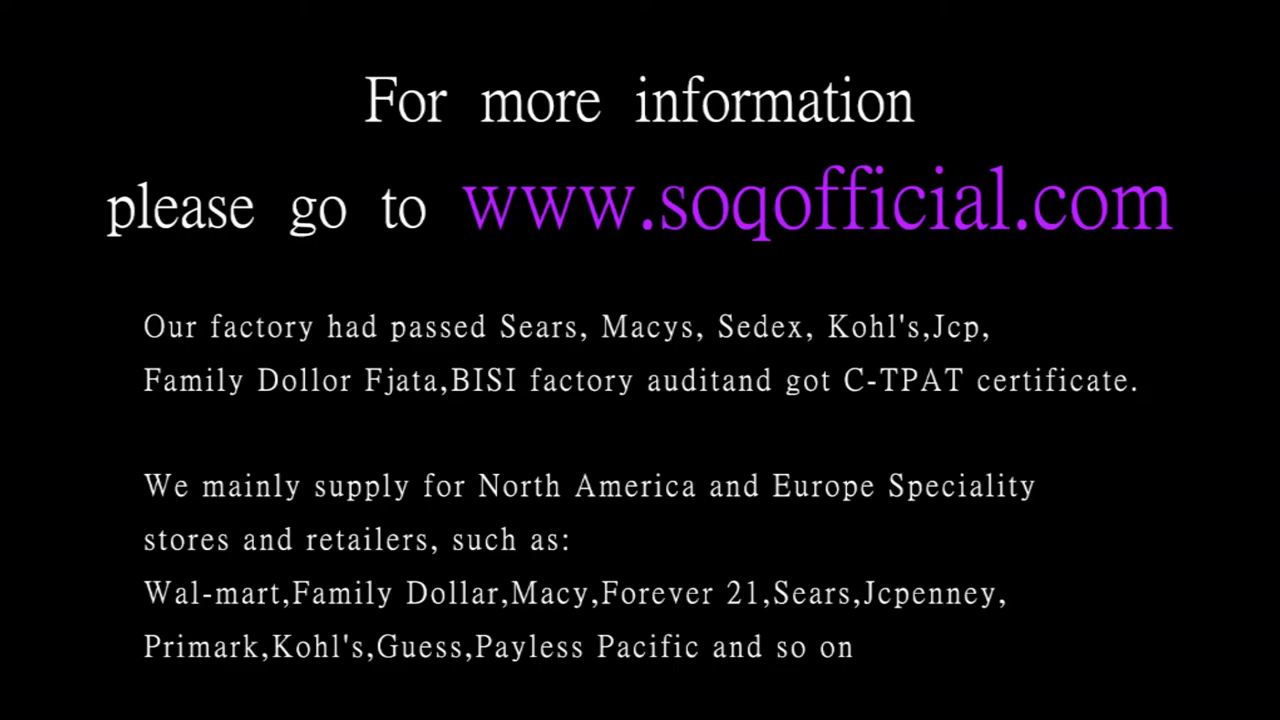 For more information
please go to www.soqofficial.com
Our factory had passed Sears, Macys, Sedex, Kohl's,Jcp,
Family Dollor Fjata,BISI factory auditand got C-TPAT certificate.
We mainly supply for North America and Europe Speciality
stores and retailers, such as:
Wal-mart,Family Dollar,Macy,Forever 21,Sears,Jcpenney,
Primark,Kohl's,Guess,Payless Pacific and so on